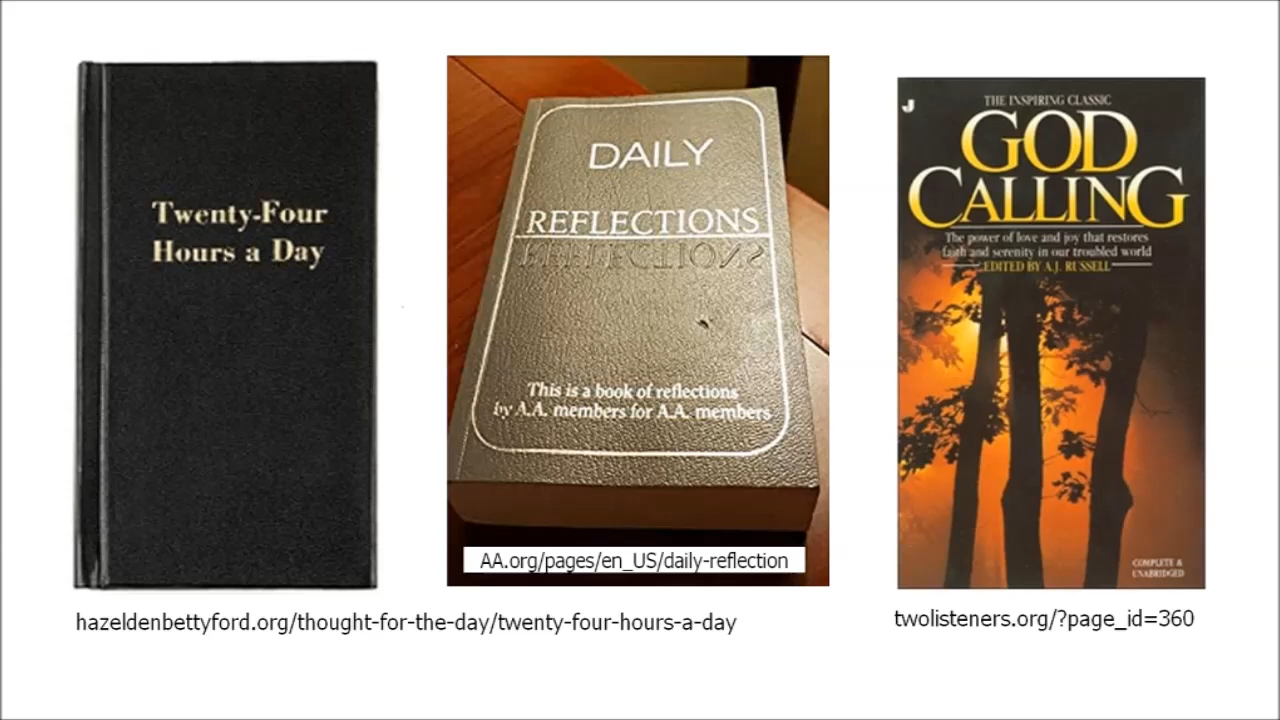 Twenty-Four
Hours a Day
DAILY
REFLECTIONS
REFLECTIONS
This is a book of reflections
by A.A. members for A.A. members
AA.org/pages/en_US/daily-reflection
J
THE INSPIRING CLASSIC
GOD
CALLING
The power of love and joy that restores
faith and serenity in our troubled world
EDITED BY A.J. RUSSELL
COMPLETE &
UNABRIDGED
hazeldenbettyford.org/thought-for-the-day/twenty-four-hours-a-day
twolisteners.org/?page_id=360